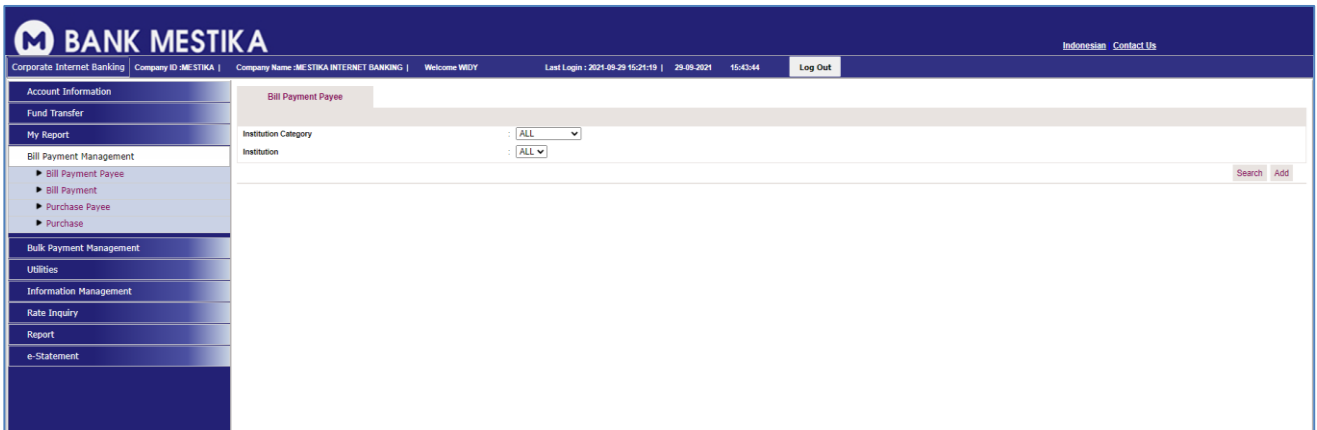 BANK MESTIKA
Indonesian Contact Us
Corporate Internet Banking Company ID :MESTIKA | Company Name :MESTIKA INTERNET BANKING | Welcome WIDY Last Login : 2021-09-29 15:21:19 | 29-09-2021 15:43:44 Log Out
Account Information
Fund Transfer
My Report
Bill Payment Management
Bill Payment Payee
Bill Payment
Purchase Payee
Purchase
Bulk Payment Management
Utilities
Information Management
Rate Inquiry
Report
e-Statement
Bill Payment Payee
Institution Category : ALL
Institution : ALL
Search Add